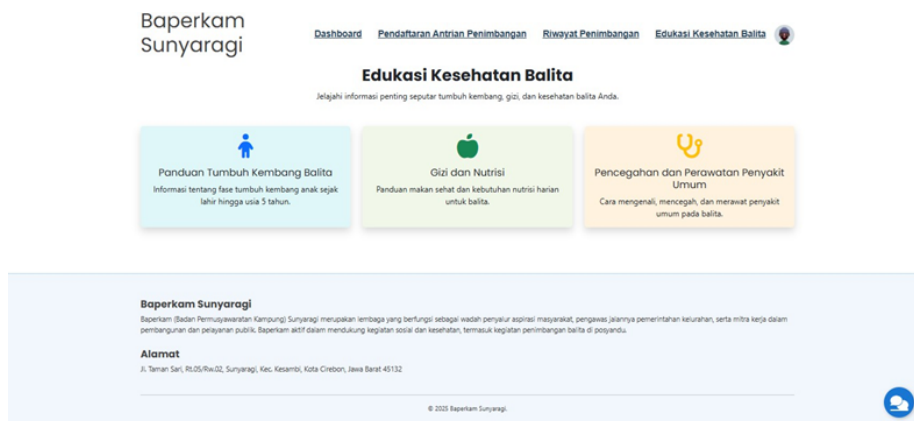 Baperkam
Sunyaragi
Dashboard Pendaftaran Antrian Penimbangan Riwayat Penimbangan Edukasi Kesehatan Balita
Edukasi Kesehatan Balita
Jelajahi informasi penting seputar tumbuh kembang, gizi, dan kesehatan balita Anda.
Panduan Tumbuh Kembang Balita
Informasi tentang fase tumbuh kembang anak sejak
lahir hingga usia 5 tahun.
Gizi dan Nutrisi
Panduan makan sehat dan kebutuhan nutrisi harian
untuk balita.
Pencegahan dan Perawatan Penyakit
Umum
Cara mengenali, mencegah, dan merawat penyakit
umum pada balita.
Baperkam Sunyaragi
Baperkam (Badan Permusyawaratan Kampung) Sunyaragi merupakan lembaga yang berfungsi sebagai wadah penyalur aspirasi masyarakat, pengawas jalannya pemerintahan kelurahan, serta mitra kerja dalam
pembangunan dan pelayanan publik. Baperkam aktif dalam mendukung kegiatan sosial dan kesehatan, termasuk kegiatan penimbangan balita di posyandu.
Alamat
Jl. Taman Sari, Rt.05/Rw.02, Sunyaragi, Kec. Kesambi, Kota Cirebon, Jawa Barat 45132
© 2025 Baperkam Sunyaragi.